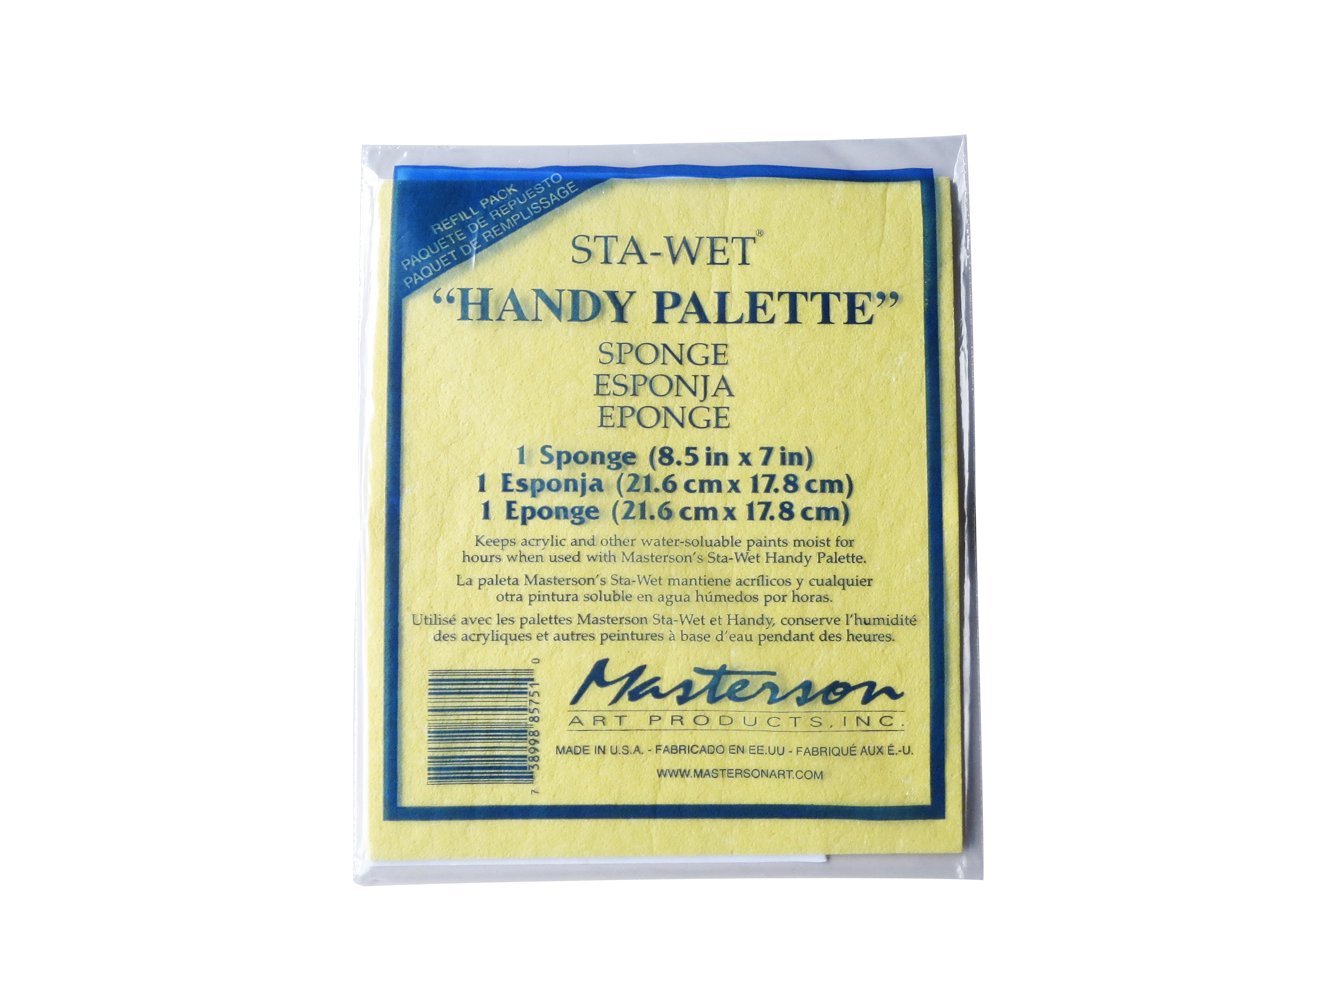 REFILL PACK
PAQUETE DE REPUESTO
PAQUET DE REMPLISSAGE
STA-WET®
“HANDY PALETTE”
SPONGE
ESPONJA
EPONGE
1 Sponge (8.5 in x 7 in)
1 Esponja (21.6 cm x 17.8 cm)
1 Eponge (21.6 cm x 17.8 cm)
Keeps acrylic and other water-soluable paints moist for
hours when used with Masterson's Sta-Wet Handy Palette.
La paleta Masterson's Sta-Wet mantiene acrílicos y cualquier
otra pintura soluble en agua húmedos por horas.
Utilisé avec les palettes Masterson Sta-Wet et Handy, conserve l'humidité
des acryliques et autres peintures à base d'eau pendant des heures.
7 38998 85751 0
Masterson
ART PRODUCTS, INC.
MADE IN U.S.A. - FABRICADO EN EE.UU - FABRIQUÉ AUX É.-U.
WWW.MASTERSONART.COM